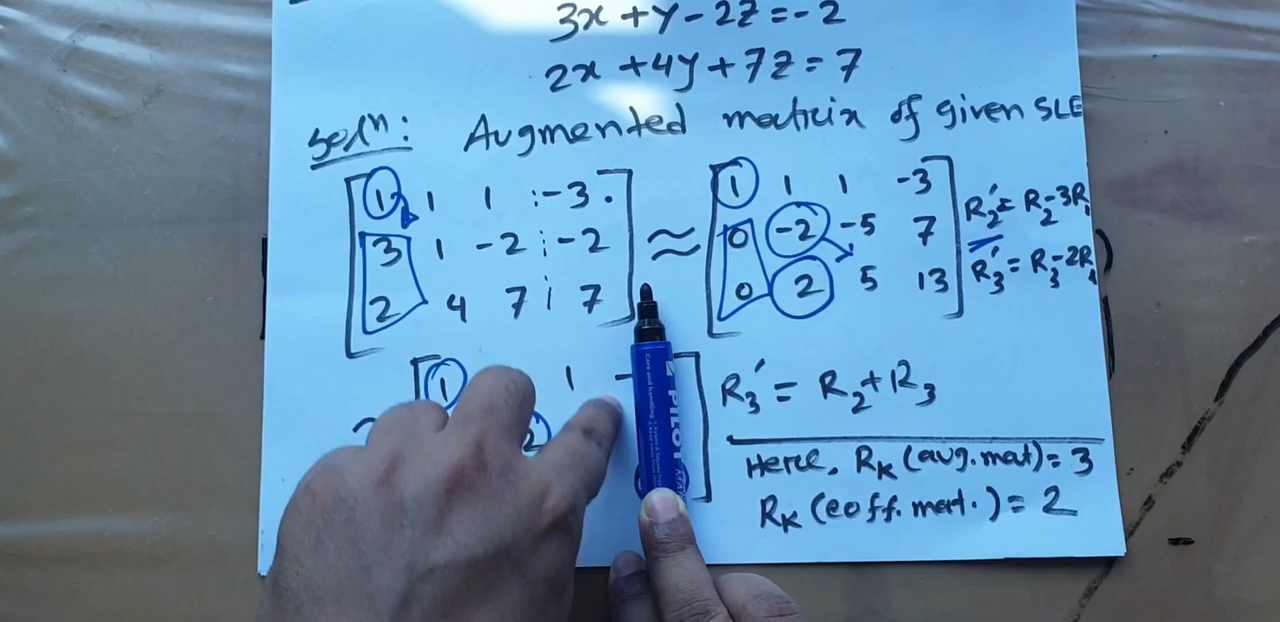 3x + y - 2z = - 2
2x + 4y + 7z = 7
Solⁿ: Augmented matrix of given SLE
1 1 1 : -3 . ≈ 1 1 1 -3
3 1 -2 : -2 0 -2 -5 7 R₂′ = R₂ - 3R₁
2 4 7 : 7 0 2 5 13 R₃′ = R₃ - 2R₁
1 1 R₃′ = R₂ + R₃
2
Here, Rₖ (aug. mat) = 3
Rₖ (coff. mat.) = 2
PILOT